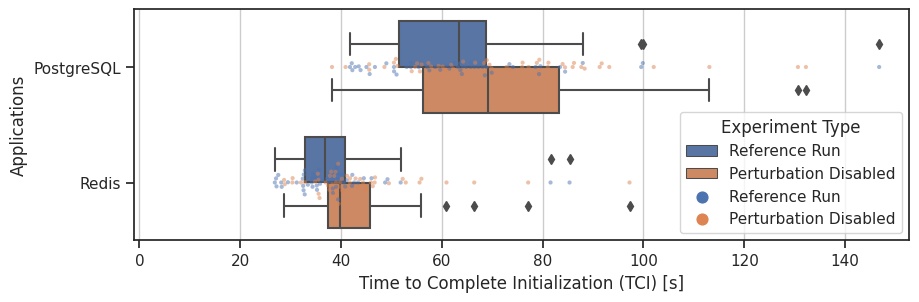 PostgreSQL
Redis
Applications
Experiment Type
Reference Run
Perturbation Disabled
Reference Run
Perturbation Disabled
0 20 40 60 80 100 120 140
Time to Complete Initialization (TCI) [s]